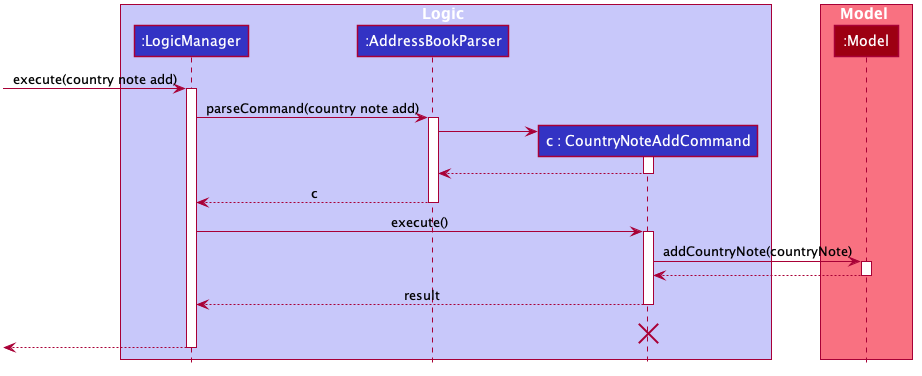 Logic
Model
:LogicManager
:AddressBookParser
:Model
execute(country note add)
parseCommand(country note add)
c : CountryNoteAddCommand
c
execute()
addCountryNote(countryNote)
result